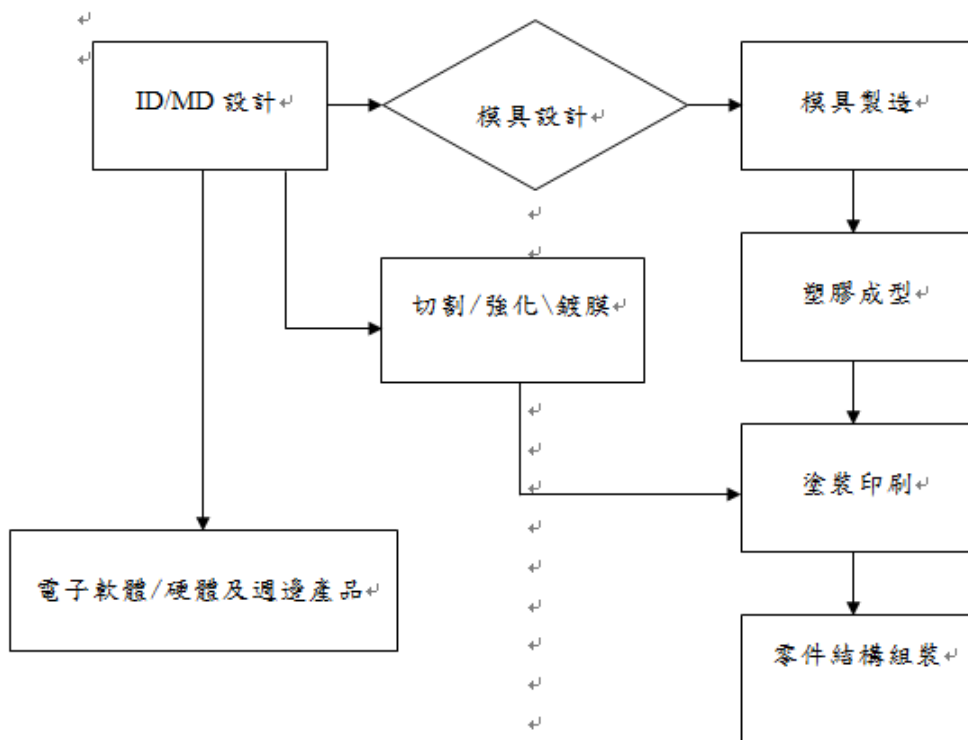 ID/MD 設計
模具設計
模具製造
塑膠成型
切割/強化\鍍膜
塗裝印刷
電子軟體/硬体及週邊產品
零件結構組裝